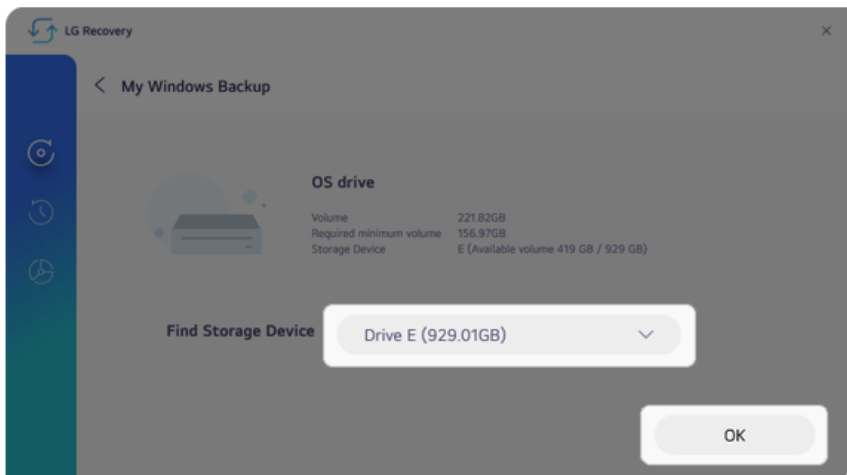 LG Recovery
My Windows Backup
OS drive
Volume 221.82GB
Required minimum volume 156.97GB
Storage Device E (Available volume 419 GB / 929 GB)
Find Storage Device Drive E (929.01GB)
OK